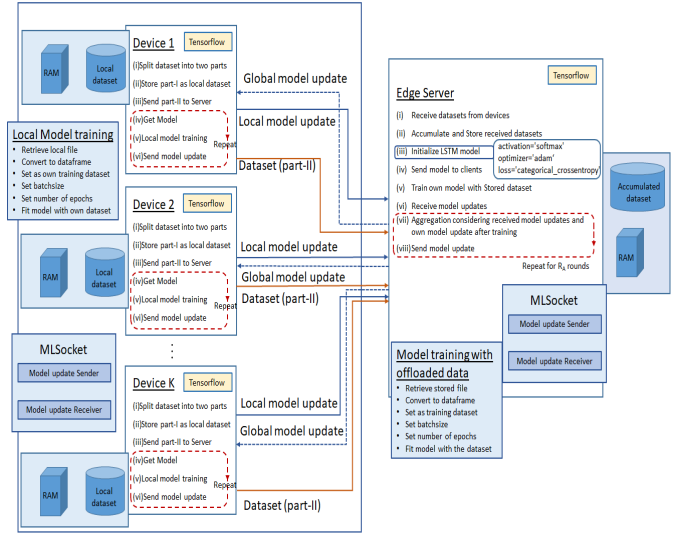 Device 1
Tensorflow
RAM
Local
dataset
(i)Split dataset into two parts
(ii)Store part-I as local dataset
(iii)Send part-II to Server
(iv)Get Model
(v)Local model training
Repeat
(vi)Send model update
Local Model training
• Retrieve local file
• Convert to dataframe
• Set as own training dataset
• Set batchsize
• Set number of epochs
• Fit model with own dataset
Global model update
Local model update
Dataset (part-II)
Device 2
Tensorflow
RAM
Local
dataset
(i)Split dataset into two parts
(ii)Store part-I as local dataset
(iii)Send part-II to Server
(iv)Get Model
(v)Local model training
Repeat
(vi)Send model update
Local model update
Global model update
Dataset (part-II)
MLSocket
Model update Sender
Model update Receiver
Device K
Tensorflow
RAM
Local
dataset
(i)Split dataset into two parts
(ii)Store part-I as local dataset
(iii)Send part-II to Server
(iv)Get Model
(v)Local model training
Repeat
(vi)Send model update
Local model update
Global model update
Dataset (part-II)
Tensorflow
Edge Server
(i) Receive datasets from devices
(ii) Accumulate and Store received datasets
(iii) Initialize LSTM model
activation='softmax'
optimizer='adam'
loss='categorical_crossentropy'
(iv) Send model to clients
(v) Train own model with Stored dataset
(vi) Receive model updates
(vii) Aggregation considering received model updates and
own model update after training
(viii) Send model update
Repeat for R₁ rounds
Accumulated
dataset
RAM
MLSocket
Model update Sender
Model update Receiver
Model training with
offloaded data
• Retrieve stored file
• Convert to dataframe
• Set as training dataset
• Set batchsize
• Set number of epochs
• Fit model with the dataset